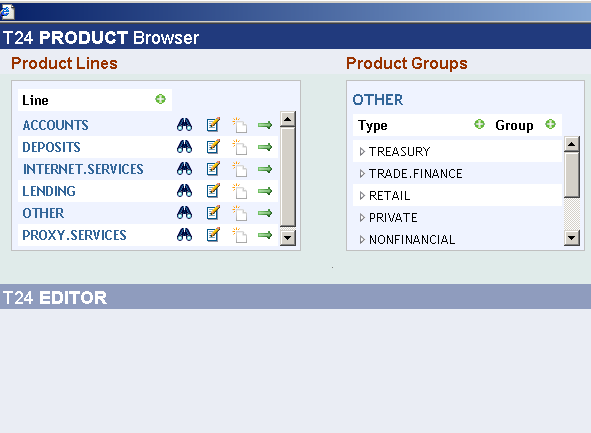 T24 PRODUCT Browser
Product Lines
Line
ACCOUNTS
DEPOSITS
INTERNET.SERVICES
LENDING
OTHER
PROXY.SERVICES
Product Groups
OTHER
Type Group
TREASURY
TRADE.FINANCE
RETAIL
PRIVATE
NONFINANCIAL
T24 EDITOR